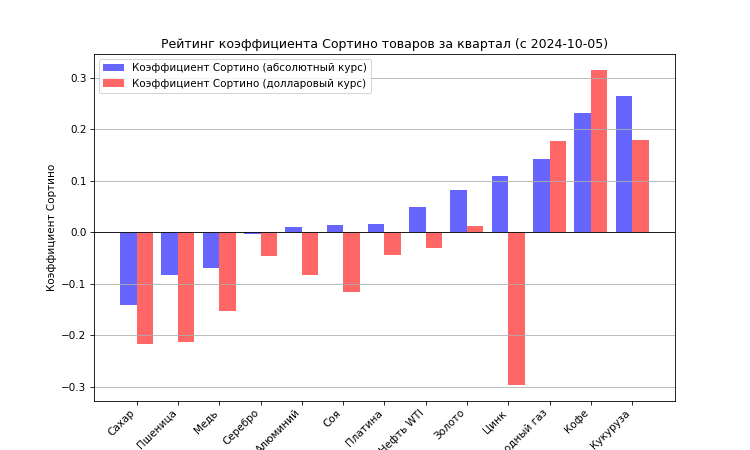 Рейтинг коэффициента Сортино товаров за квартал (с 2024-10-05)
Коэффициент Сортино (абсолютный курс)
Коэффициент Сортино (долларовый курс)
Коэффициент Сортино
0.3
0.2
0.1
0.0
−0.1
−0.2
−0.3
Сахар
Пшеница
Медь
Серебро
Алюминий
Соя
Платина
Нефть WTI
Золото
Цинк
газ
Кофе
Кукуруза